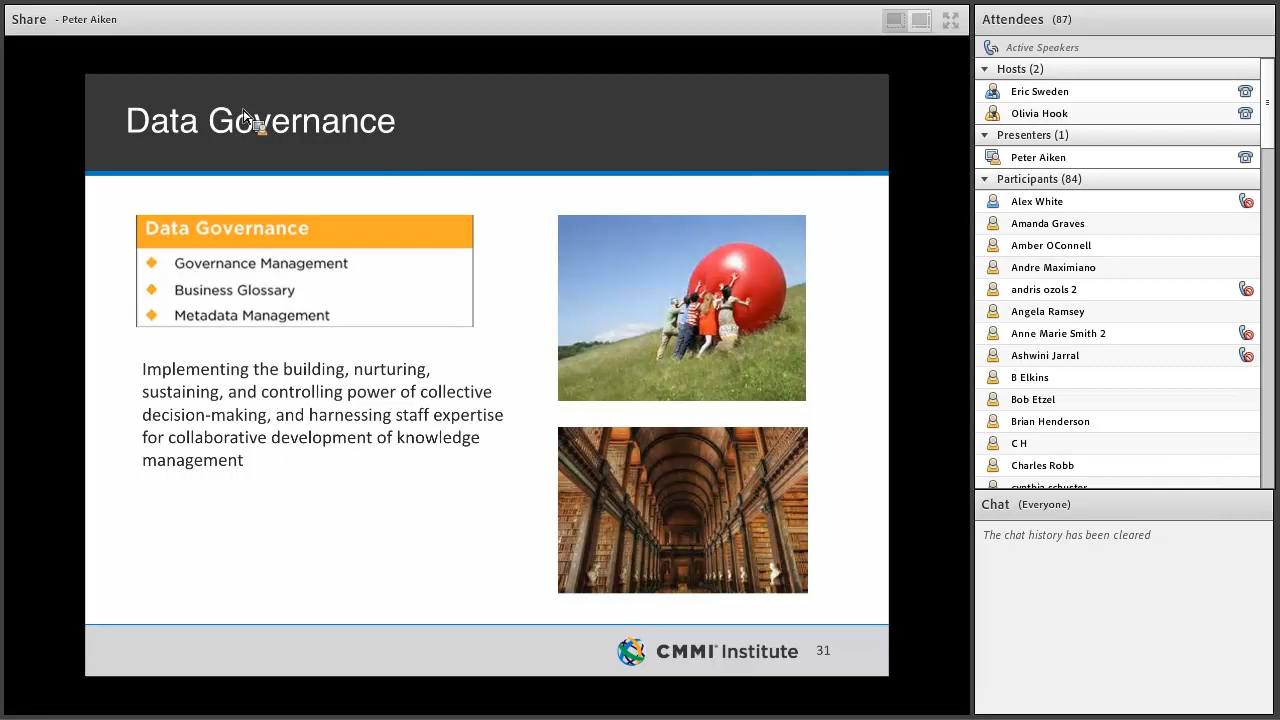 Share - Peter Aiken
Data Governance
Data Governance
Governance Management
Business Glossary
Metadata Management
Implementing the building, nurturing,
sustaining, and controlling power of collective
decision-making, and harnessing staff expertise
for collaborative development of knowledge
management
CMMI® Institute 31
Attendees (87)
Active Speakers
Hosts (2)
Eric Sweden
Olivia Hook
Presenters (1)
Peter Aiken
Participants (84)
Alex White
Amanda Graves
Amber OConnell
Andre Maximiano
andris ozols 2
Angela Ramsey
Anne Marie Smith 2
Ashwini Jarral
B Elkins
Bob Etzel
Brian Henderson
C H
Charles Robb
cynthia schuster
Chat (Everyone)
The chat history has been cleared